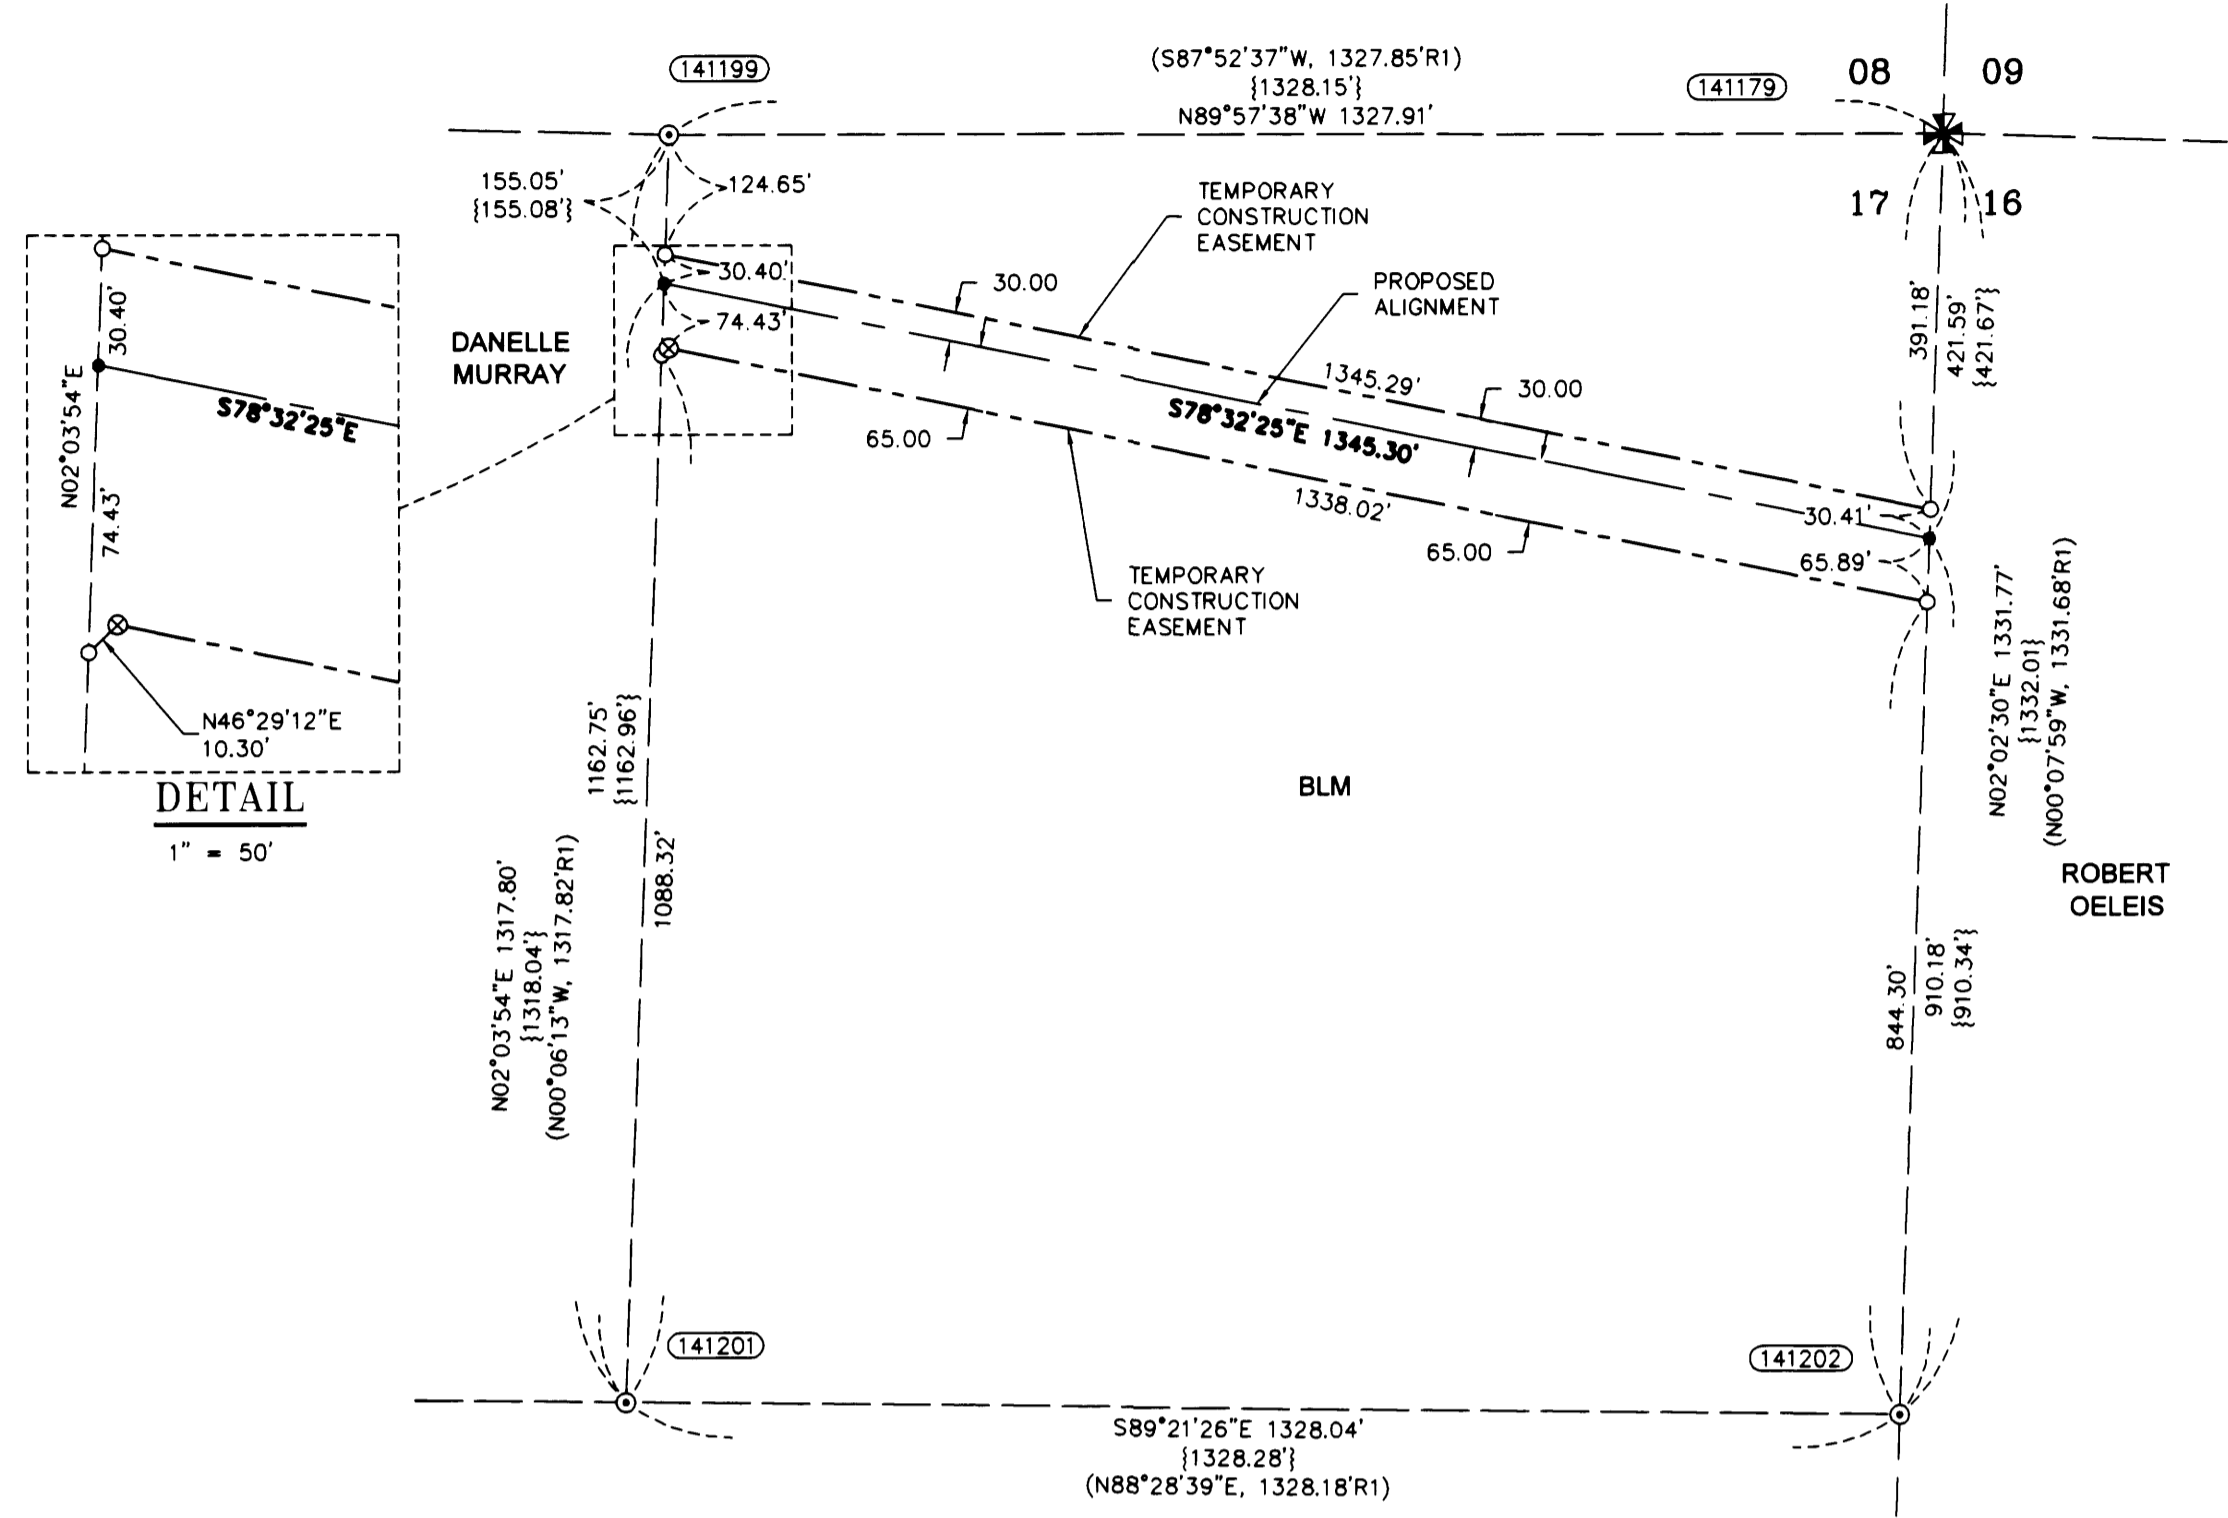 (S87°52'37"W, 1327.85'R1)
{1328.15'}
N89°57'38"W 1327.91'
141199
141179
08
09
17
16
155.05'
{155.08'}
124.65'
TEMPORARY
CONSTRUCTION
EASEMENT
30.40'
30.00
PROPOSED
ALIGNMENT
74.43'
DANELLE
MURRAY
391.18'
421.59'
{421.67'}
30.40'
N02°03'54"E
S78°32'25"E
74.43'
N46°29'12"E
10.30'
DETAIL
1" = 50'
1345.29'
30.00
S78°32'25"E 1345.30'
65.00
1338.02'
30.41'
65.00
65.89'
TEMPORARY
CONSTRUCTION
EASEMENT
N02°02'30"E 1331.77'
{1332.01}
(N00°07'59"W, 1331.68'R1)
1162.75'
{1162.96'}
BLM
1088.32'
N02°03'54"E 1317.80'
{1318.04'}
(N00°06'13"W, 1317.82'R1)
ROBERT
OELEIS
844.30'
910.18'
{910.34'}
141201
141202
S89°21'26"E 1328.04'
{1328.28'}
(N88°28'39"E, 1328.18'R1)